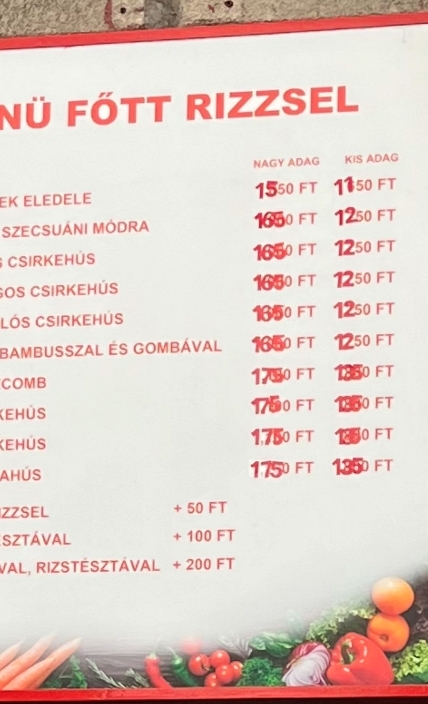 NÜ FŐTT RIZZSEL
NAGY ADAG KIS ADAG
EK ELEDELE 1550 FT 1150 FT
SZECSUÁNI MÓDRA 1650 FT 1250 FT
S CSIRKEHÚS 1650 FT 1250 FT
SOS CSIRKEHÚS 1650 FT 1250 FT
LÓS CSIRKEHÚS 1650 FT 1250 FT
BAMBUSSZAL ÉS GOMBÁVAL 1650 FT 1250 FT
COMB 1750 FT 1350 FT
KEHÚS 1750 FT 1350 FT
KEHÚS 1750 FT 1350 FT
AHÚS 1750 FT 1350 FT
IZZSEL + 50 FT
ÉSZTÁVAL + 100 FT
VAL, RIZSTÉSZTÁVAL + 200 FT